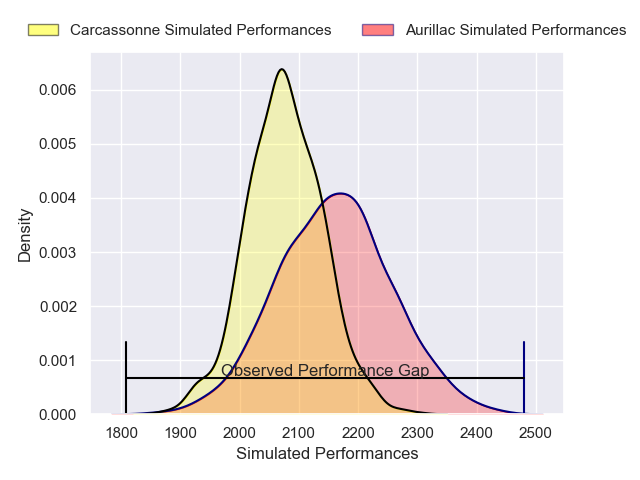 Carcassonne Simulated Performances Aurillac Simulated Performances
0.006
0.005
0.004
0.003
0.002
0.001
0.000
Density
Observed Performance Gap
1800 1900 2000 2100 2200 2300 2400 2500
Simulated Performances